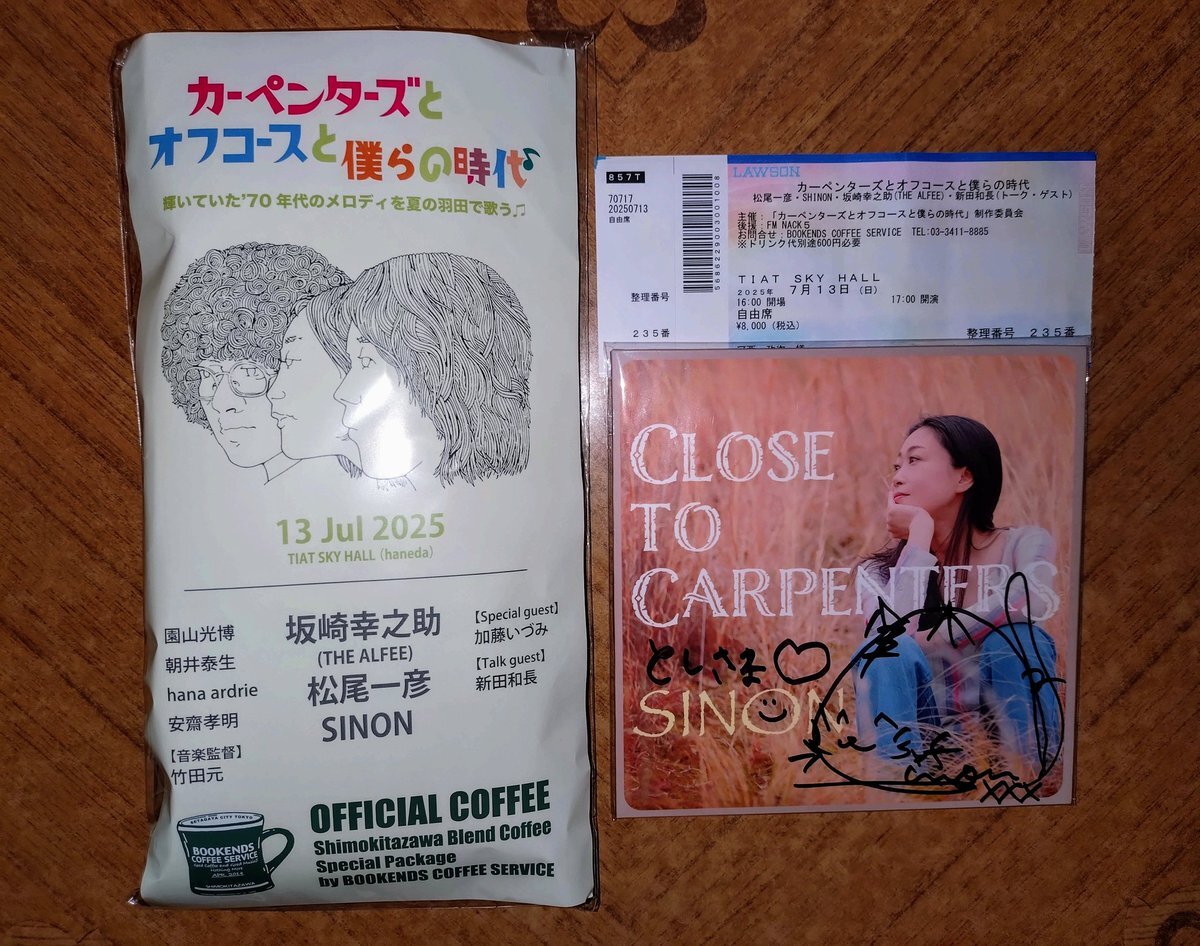 カーペンターズと
オフコースと僕らの時代
輝いていた'70年代のメロディを夏の羽田で歌う♫
13 Jul 2025
TIAT SKY HALL (haneda)
園山光博
朝井泰生
hana ardrie
安齋孝明
【音楽監督】
竹田元
坂崎幸之助
(THE ALFEE)
松尾一彦
SINON
【Special guest】
加藤いづみ
【Talk guest】
新田和長
SETAGAYA CITY TOKYO
BOOKENDS
COFFEE SERVICE
SHIMOKITAZAWA
OFFICIAL COFFEE
Shimokitazawa Blend Coffee
Special Package
by BOOKENDS COFFEE SERVICE
857T
70717
20250713
自由席
整理番号
235番
5686229003001008
LAWSON
カーペンターズとオフコースと僕らの時代
松尾一彦・SINON・坂崎幸之助(THE ALFEE)・新田和長(トーク・ゲスト)
主催:「カーペンターズとオフコースと僕らの時代」制作委員会
後援:FM NACK5
お問合せ:BOOKENDS COFFEE SERVICE TEL:03-3411-8885
※ドリンク代別途600円必要
TIAT SKY HALL
2025年 7月13日(日)
16:00 開場 17:00 開演
自由席
¥8,000(税込)
整理番号 235番
CLOSE
TO
CARPENTERS
としさま♡
SINON